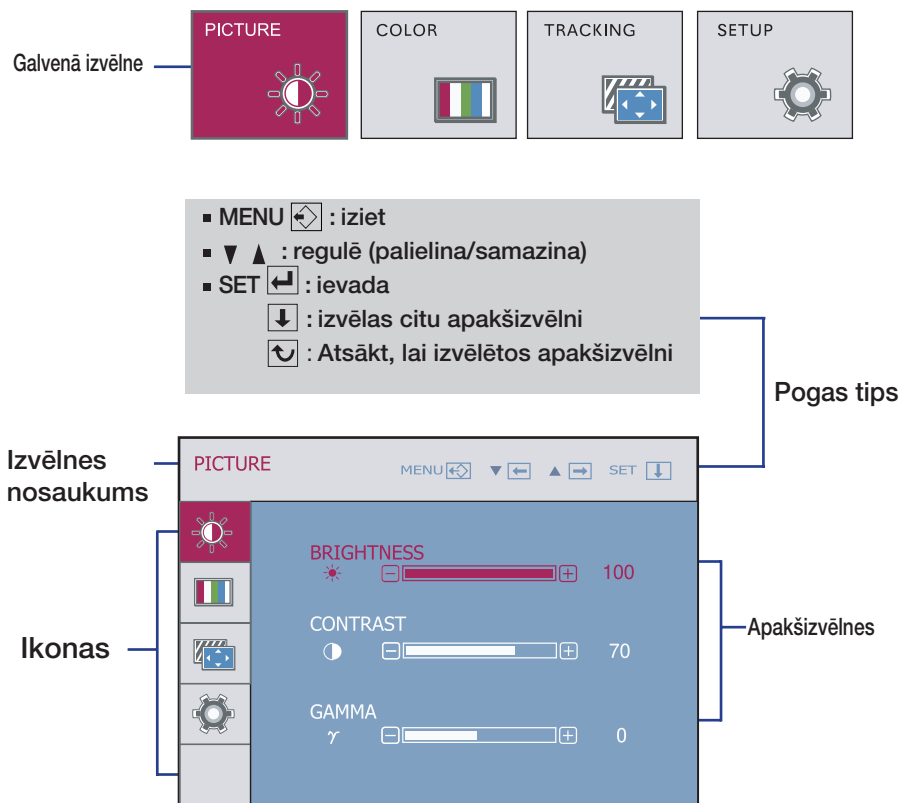 PICTURE COLOR TRACKING SETUP
Galvenā izvēlne
▪ MENU : iziet
▪ ▼ ▲ : regulē (palielina/samazina)
▪ SET : ievada
: izvēlas citu apakšizvēlni
: Atsākt, lai izvēlētos apakšizvēlni
Pogas tips
Izvēlnes
nosaukums
PICTURE MENU ▼ ▲ SET
BRIGHTNESS
100
CONTRAST
70
GAMMA
γ 0
Ikonas
Apakšizvēlnes